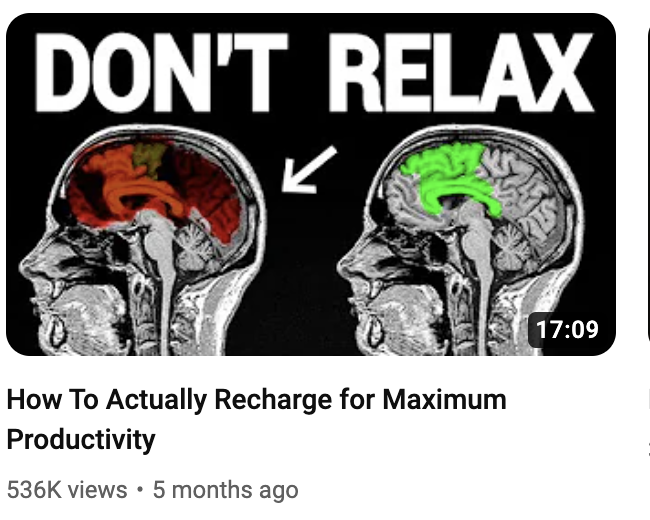 DON'T RELAX
17:09
How To Actually Recharge for Maximum
Productivity
536K views • 5 months ago